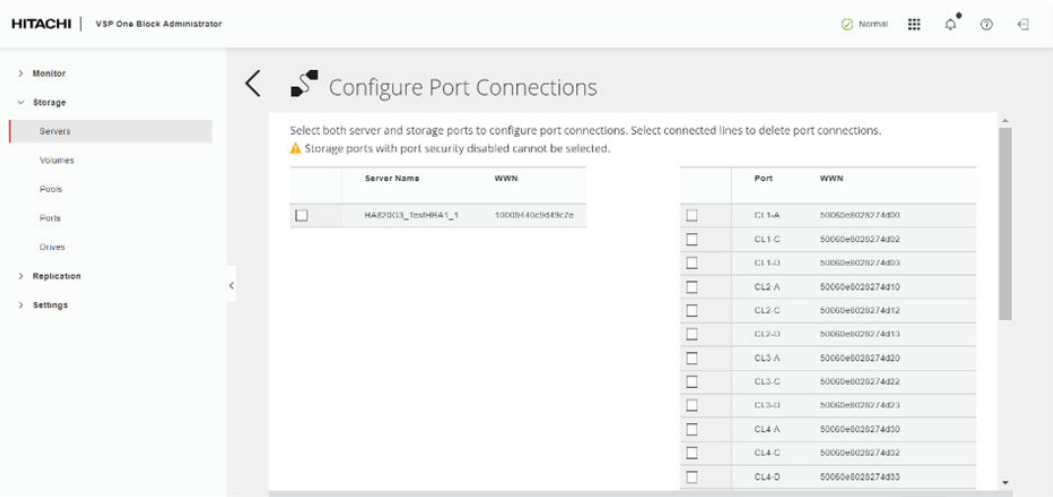 HITACHI VSP One Block Administrator Normal
Monitor
Storage
Servers
Volumes
Pools
Ports
Drives
Replication
Settings
Configure Port Connections
Select both server and storage ports to configure port connections. Select connected lines to delete port connections.
Storage ports with port security disabled cannot be selected.
Server Name WWN
HA820G3_TestHBA1_1 10009440c9d49c7e
Port WWN
CL1-A 50060e8028274d00
CL1-C 50060e8028274d02
CL1-D 50060e8028274d03
CL2-A 50060e8028274d10
CL2-C 50060e8028274d12
CL2-D 50060e8028274d13
CL3-A 50060e8028274d20
CL3-C 50060e8028274d22
CL3-D 50060e8028274d23
CL4-A 50060e8028274d30
CL4-C 50060e8028274d32
CL4-D 50060e8028274d33